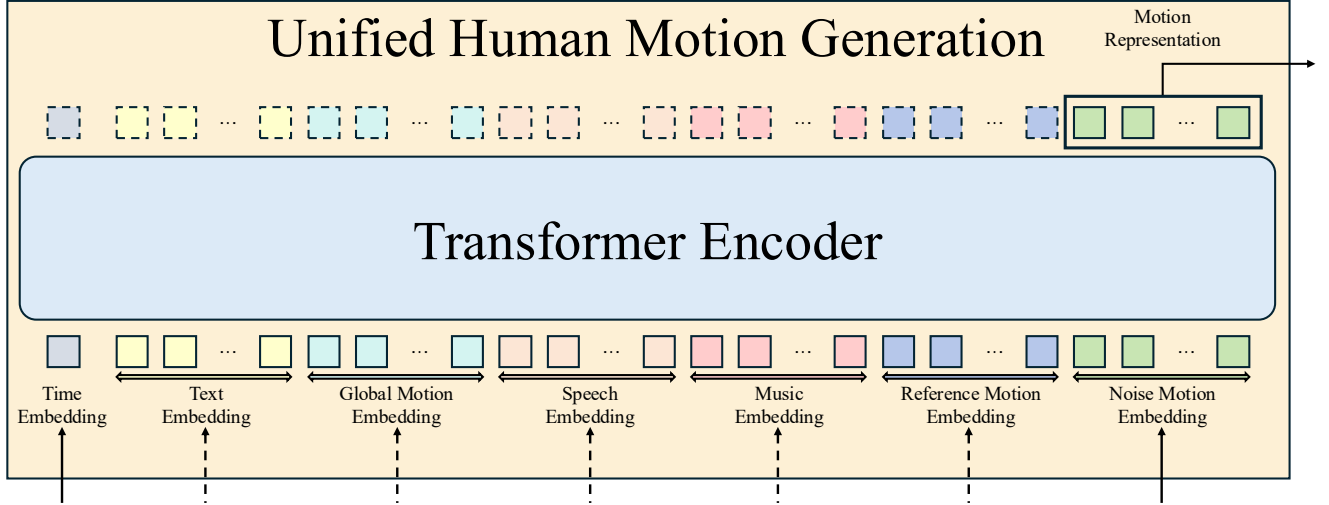 Unified Human Motion Generation
Motion
Representation
... ... ... ... ... ...
Transformer Encoder
... ... ... ... ... ...
Time
Embedding
Text
Embedding
Global Motion
Embedding
Speech
Embedding
Music
Embedding
Reference Motion
Embedding
Noise Motion
Embedding